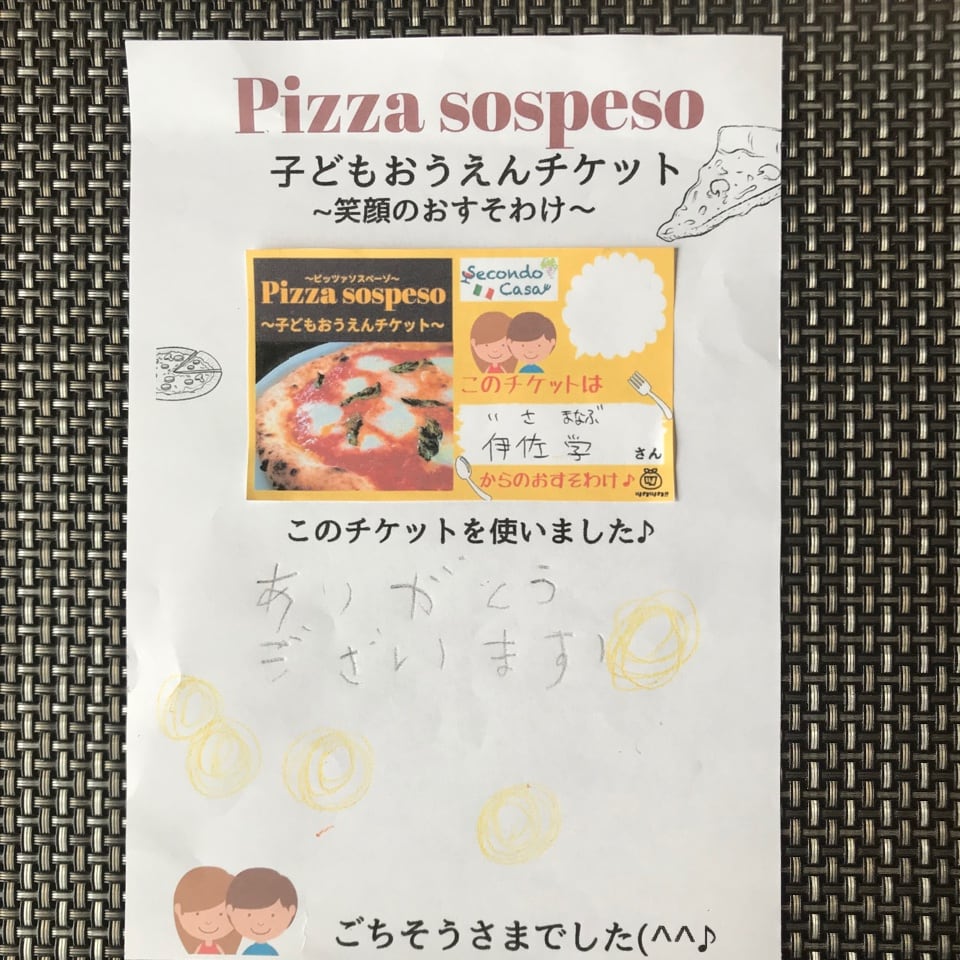 Pizza sospeso
子どもおうえんチケット
~笑顔のおすそわけ~
~ピッツァソスペーゾ~
Pizza sospeso
~子どもおうえんチケット~
Secondo
Casa
このチケットは
いさ まなぶ
伊佐 学
さん
からのおすそわけ♪
このチケットを使いました♪
ありがとう
ございます
ごちそうさまでした(^^♪